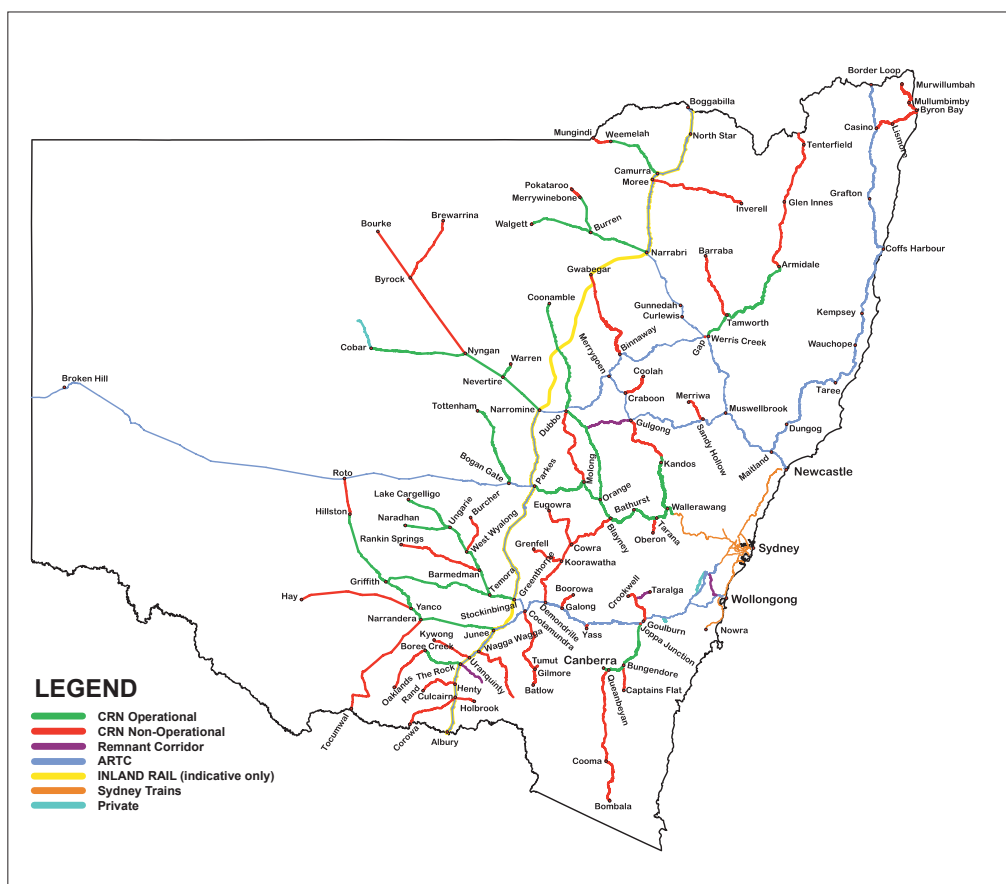 Border Loop
Murwillumbah
Mullumbimby
Byron Bay
Casino
Lismore
Boggabilla
North Star
Mungindi
Weemelah
Tenterfield
Camurra
Moree
Pokataroo
Merrywinebone
Inverell
Glen Innes
Grafton
Bourke
Brewarrina
Walgett
Burren
Narrabri
Barraba
Coffs Harbour
Armidale
Byrock
Gwabegar
Coonamble
Gunnedah
Curlewis
Tamworth
Kempsey
Cobar
Nyngan
Warren
Merrygoen
Binnaway
Gap
Werris Creek
Wauchope
Nevertire
Coolah
Craboon
Merriwa
Taree
Broken Hill
Tottenham
Narromine
Dubbo
Gulgong
Sandy Hollow
Muswellbrook
Dungog
Maitland
Newcastle
Roto
Bogan Gate
Parkes
Molong
Kandos
Lake Cargelligo
Hillston
Naradhan
Ungarie
Burcher
Orange
Eugowra
Bathurst
Wallerawang
Rankin Springs
West Wyalong
Blayney
Tarana
Oberon
Grenfell
Cowra
Sydney
Koorawatha
Greenthorpe
Barmedman
Griffith
Temora
Boorowa
Crookwell
Taralga
Hay
Yanco
Stockinbingal
Galong
Wollongong
Narrandera
Cootamundra
Demondrille
Yass
Goulburn
Joppa Junction
Nowra
Kywong
Junee
Wagga Wagga
Boree Creek
The Rock
Uranquinty
Tumut
Gilmore
Batlow
Canberra
Bungendore
Queanbeyan
Captains Flat
Oaklands
Rand
Henty
Culcairn
Holbrook
Tocumwal
Corowa
Albury
Cooma
Bombala
LEGEND
CRN Operational
CRN Non-Operational
Remnant Corridor
ARTC
INLAND RAIL (indicative only)
Sydney Trains
Private